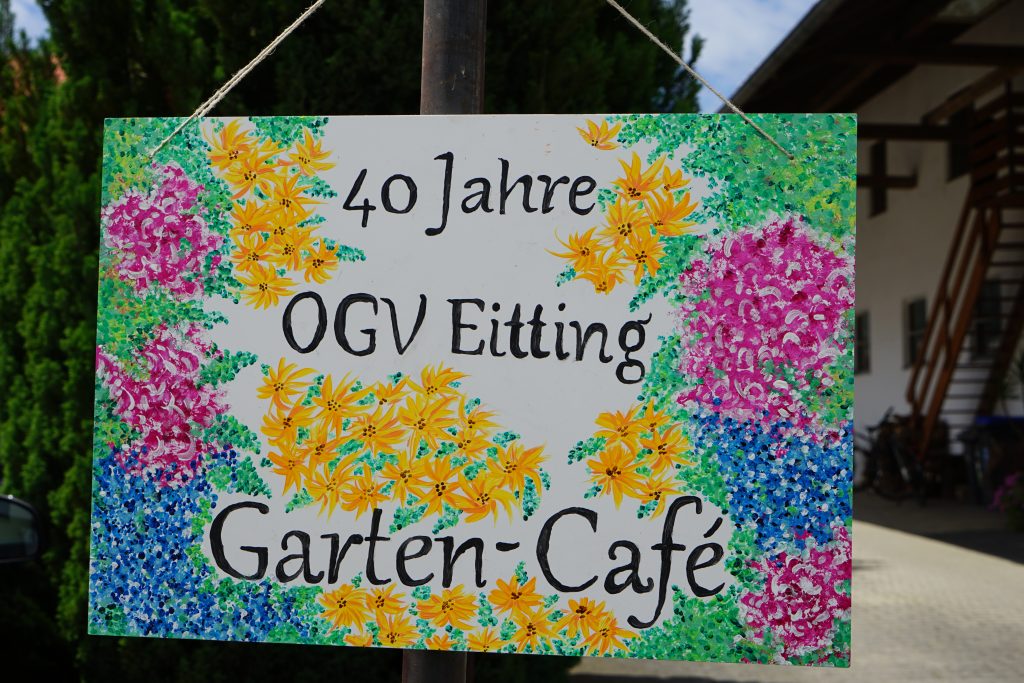 40 Jahre
OGV Eitting
Garten-Café